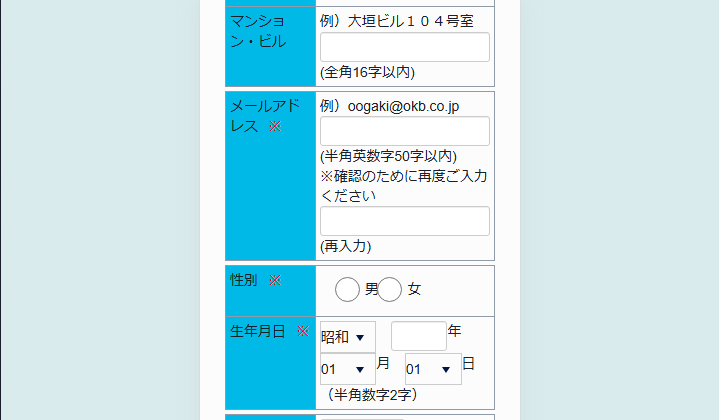 マンショ
ン・ビル
例）大垣ビル１０４号室
(全角16字以内)
メールアド
レス ※
例）oogaki@okb.co.jp
(半角英数字50字以内)
※確認のために再度ご入力
ください
(再入力)
性別 ※
男 女
生年月日 ※
昭和 ▼ 年
01 ▼ 月 01 ▼ 日
（半角数字2字）